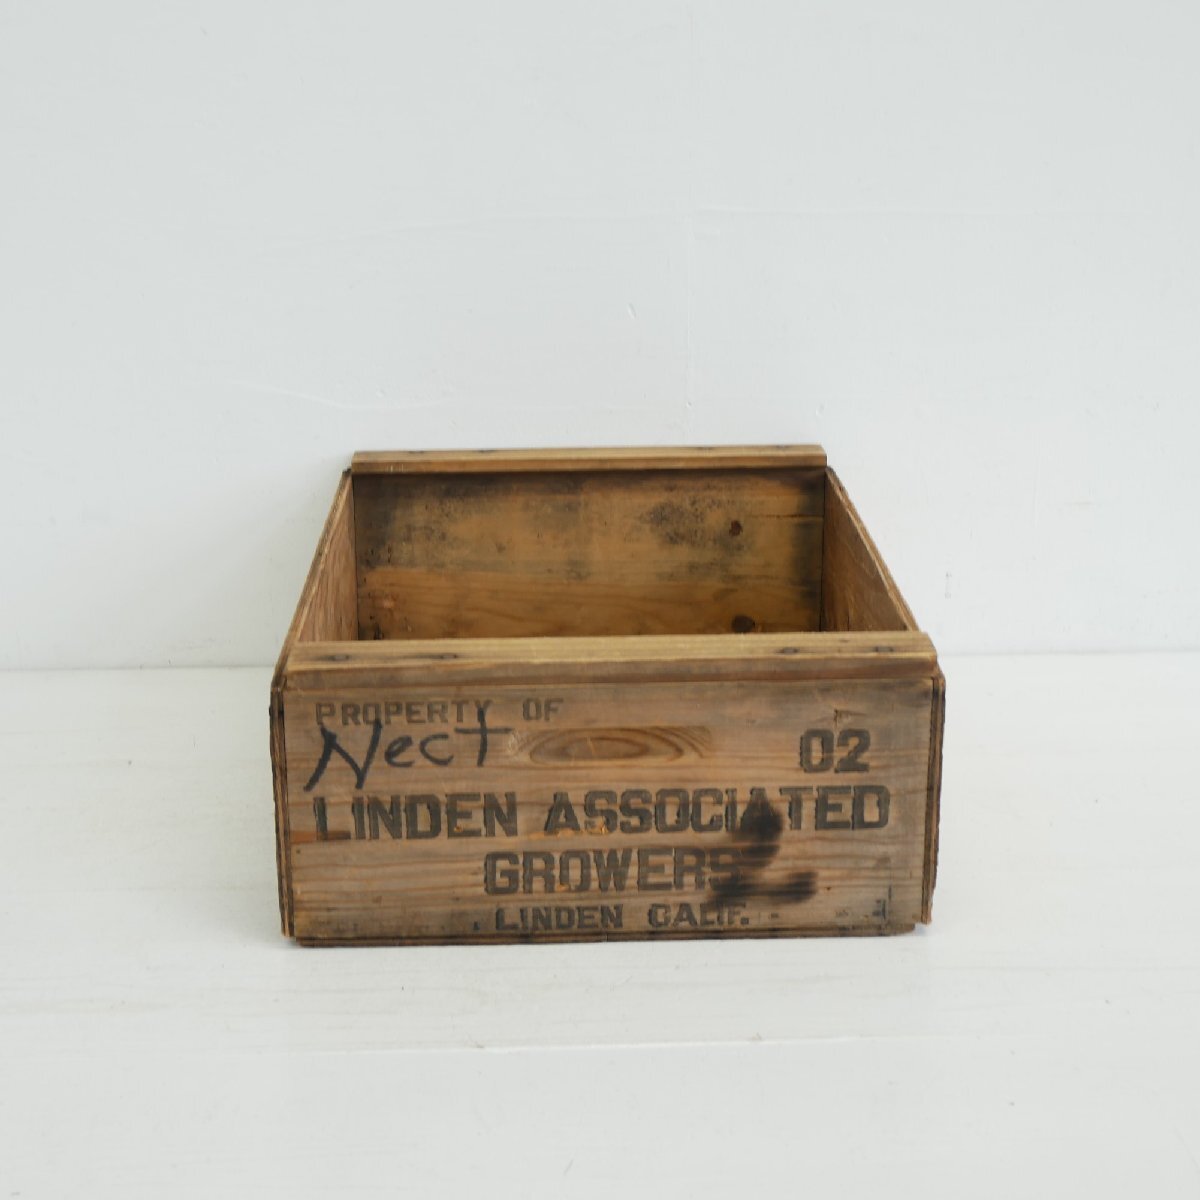 PROPERTY OF
Nect
02
LINDEN ASSOCIATED
GROWERS
LINDEN CALIF.